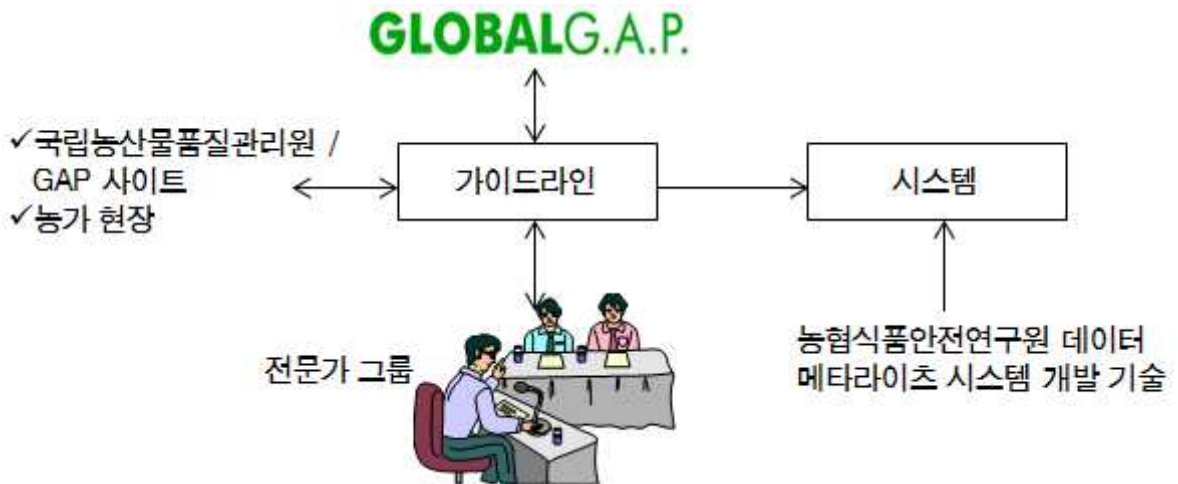 GLOBALG.A.P.
✓국립농산물품질관리원 /
GAP 사이트
✓농가 현장
가이드라인
시스템
전문가 그룹
농협식품안전연구원 데이터
메타라이츠 시스템 개발 기술